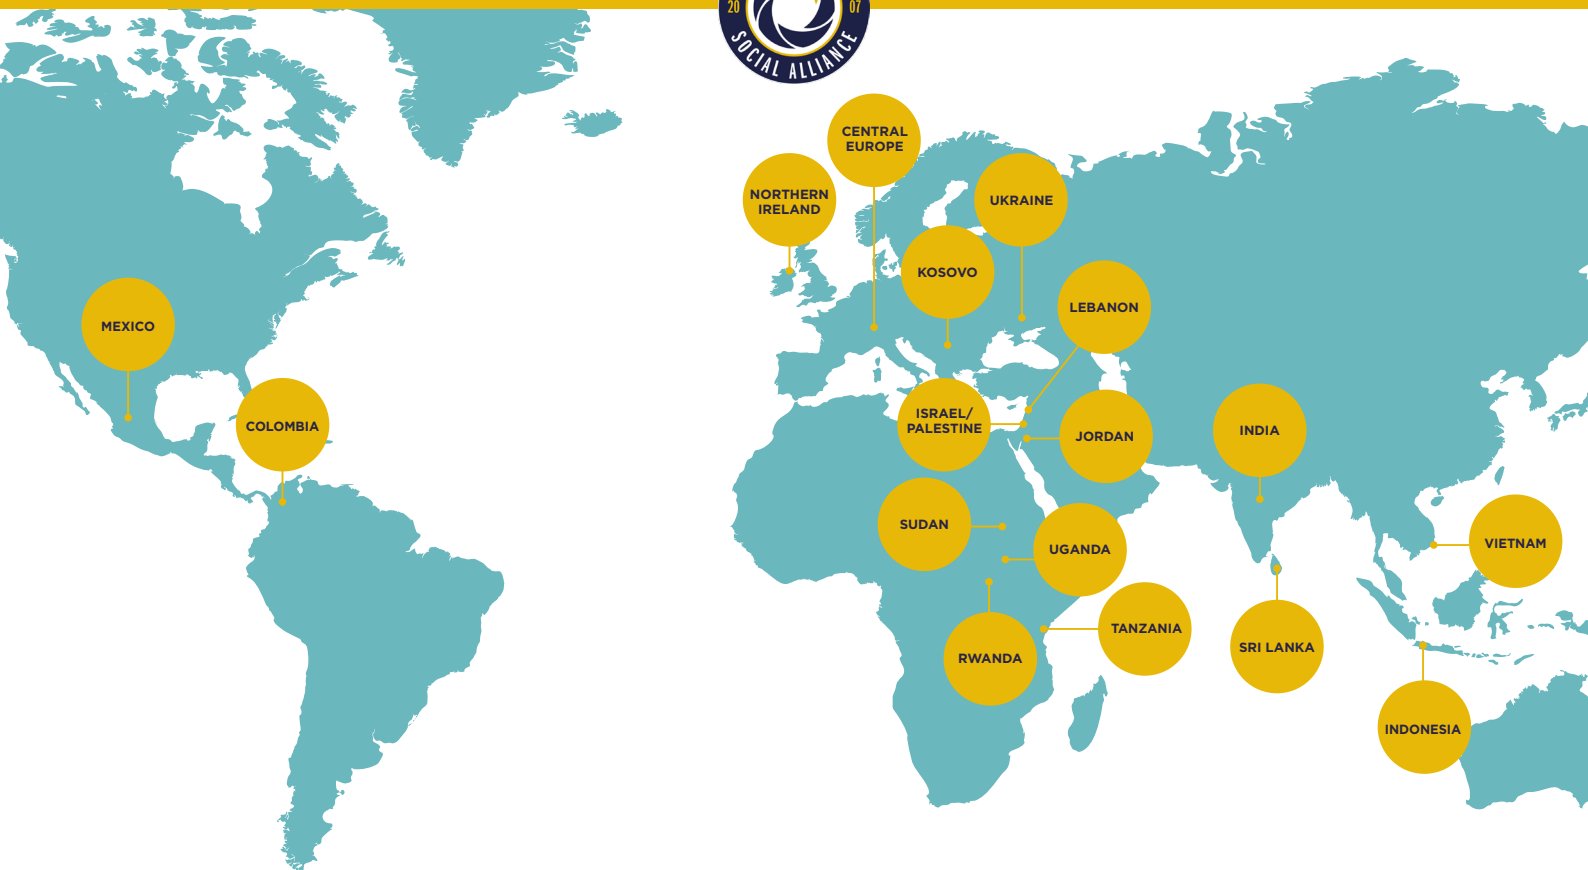 20 07
SOCIAL ALLIANCE
CENTRAL
EUROPE
NORTHERN
IRELAND
UKRAINE
KOSOVO
LEBANON
MEXICO
COLOMBIA
ISRAEL/
PALESTINE
JORDAN
INDIA
SUDAN
UGANDA
VIETNAM
TANZANIA
RWANDA
SRI LANKA
INDONESIA